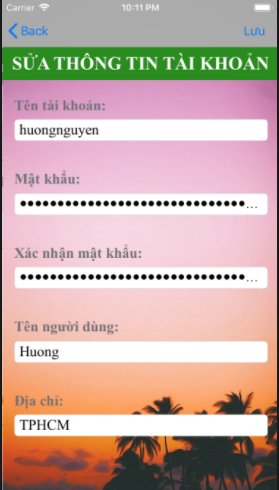 Carrier 10:11 PM
Back Lưu
SỬA THÔNG TIN TÀI KHOẢN
Tên tài khoản:
huongnguyen
Mật khẩu:
●●●●●●●●●●●●●●●●●●●●●●●●●●●●●●●...
Xác nhận mật khẩu:
●●●●●●●●●●●●●●●●●●●●●●●●●●●●●●●...
Tên người dùng:
Huong
Địa chỉ:
TPHCM